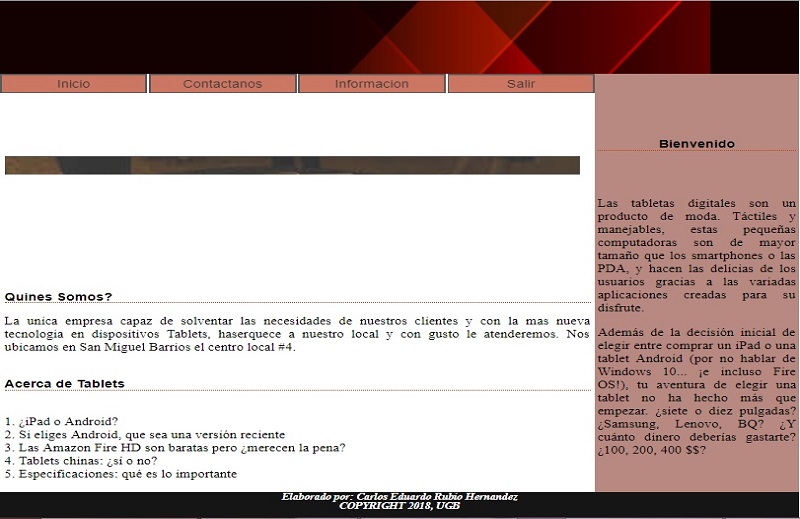 Inicio
Contactanos
Informacion
Salir
Bienvenido
Las tabletas digitales son un
producto de moda. Táctiles y
manejables, estas pequeñas
computadoras son de mayor
tamaño que los smartphones o las
PDA, y hacen las delicias de los
usuarios gracias a las variadas
aplicaciones creadas para su
disfrute.
Además de la decisión inicial de
elegir entre comprar un iPad o una
tablet Android (por no hablar de
Windows 10... ¡e incluso Fire
OS!), tu aventura de elegir una
tablet no ha hecho más que
empezar. ¿siete o diez pulgadas?
¿Samsung, Lenovo, BQ? ¿Y
cuánto dinero deberías gastarte?
¿100, 200, 400 $$?
Quines Somos?
La unica empresa capaz de solventar las necesidades de nuestros clientes y con la mas nueva
tecnología en dispositivos Tablets, haserquece a nuestro local y con gusto le atenderemos. Nos
ubicamos en San Miguel Barrios el centro local #4.
Acerca de Tablets
1. ¿iPad o Android?
2. Si eliges Android, que sea una versión reciente
3. Las Amazon Fire HD son baratas pero ¿merecen la pena?
4. Tablets chinas: ¿sí o no?
5. Especificaciones: qué es lo importante
Elaborado por: Carlos Eduardo Rubio Hernandez
COPYRIGHT 2018, UGB